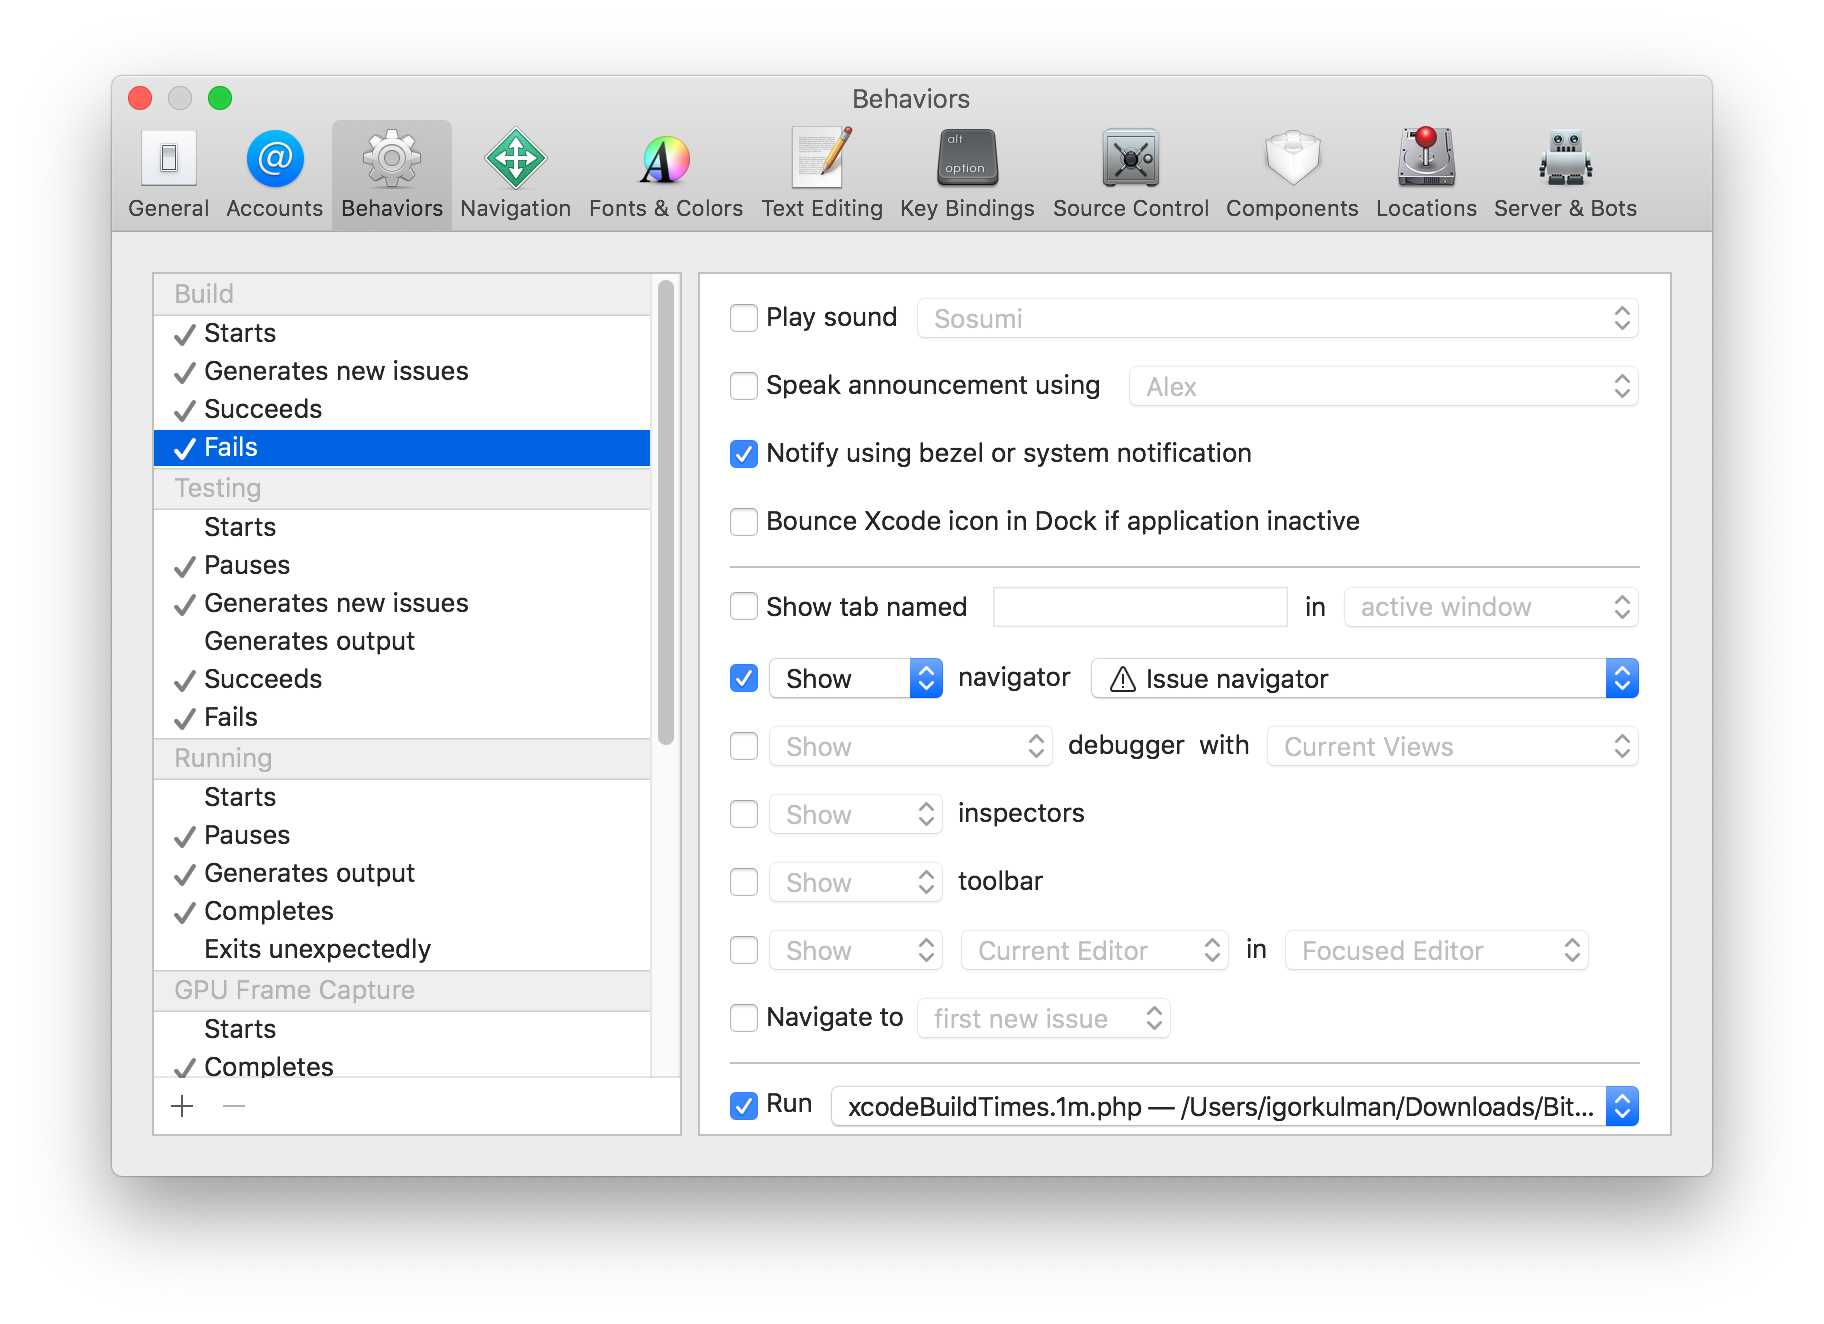 Behaviors
General Accounts Behaviors Navigation Fonts & Colors Text Editing Key Bindings Source Control Components Locations Server & Bots
@
A
alt
option
Build
Starts
Generates new issues
Succeeds
Fails
Testing
Starts
Pauses
Generates new issues
Generates output
Succeeds
Fails
Running
Starts
Pauses
Generates output
Completes
Exits unexpectedly
GPU Frame Capture
Starts
Completes
Play sound Sosumi
Speak announcement using Alex
Notify using bezel or system notification
Bounce Xcode icon in Dock if application inactive
Show tab named in active window
Show navigator Issue navigator
Show debugger with Current Views
Show inspectors
Show toolbar
Show Current Editor in Focused Editor
Navigate to first new issue
Run xcodeBuildTimes.1m.php — /Users/igorkulman/Downloads/Bit...